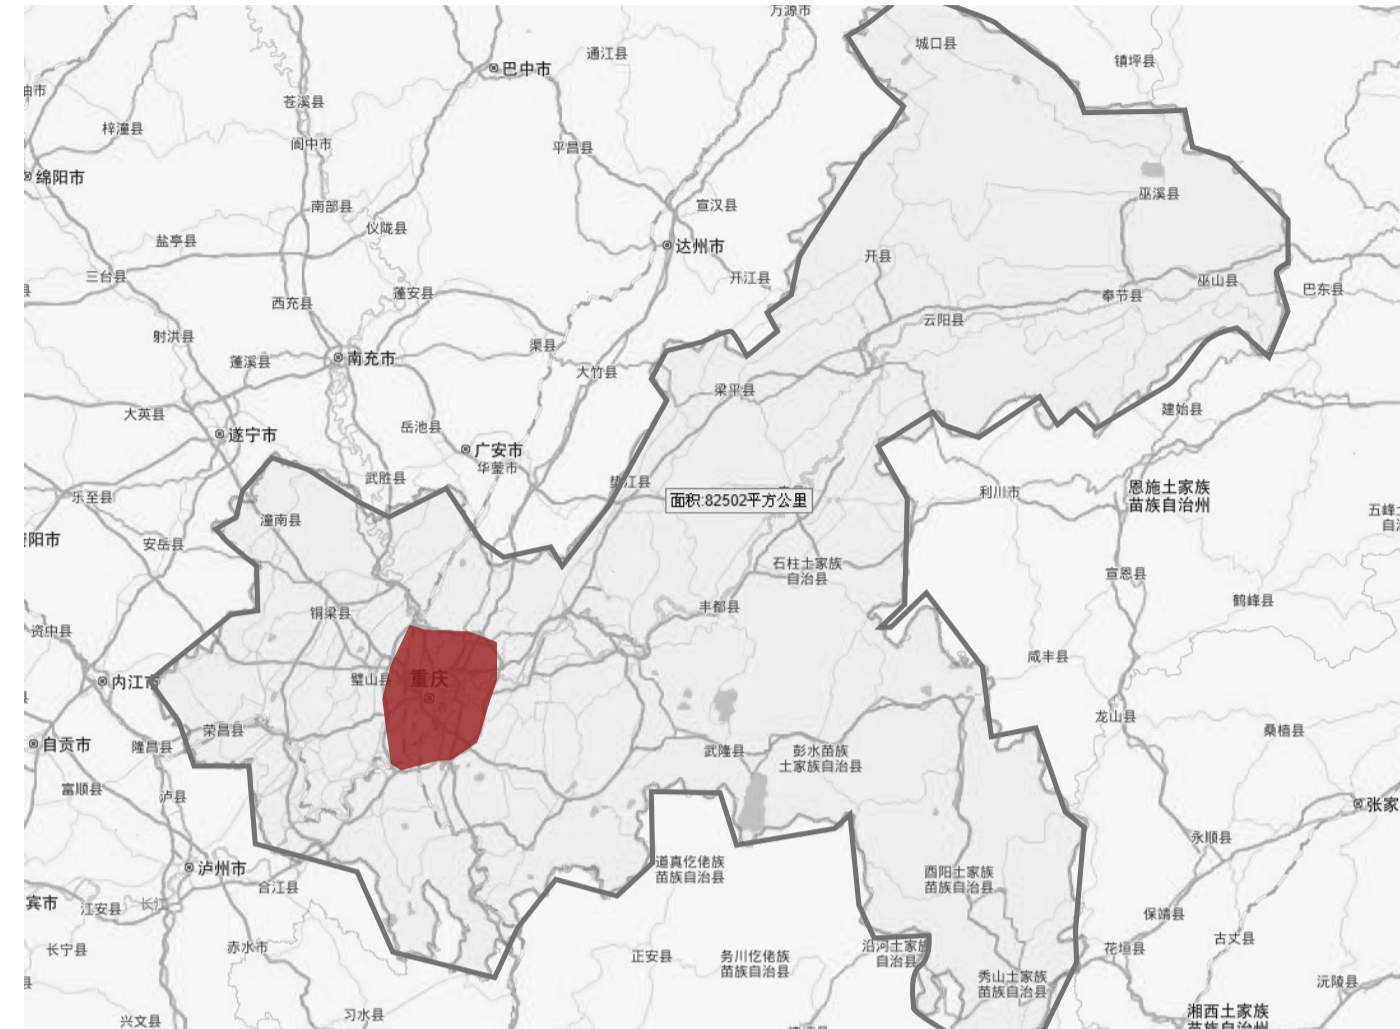 万源市
城口县
通江县
镇坪县
巴中市
油市
苍溪县
梓潼县
阆中市
平昌县
绵阳市
巫溪县
南部县
宣汉县
仪陇县
盐亭县
达州市
开县
三台县
开江县
巫山县
蓬安县
奉节县
巴东县
西充县
云阳县
射洪县
渠县
蓬溪县
南充市
大竹县
梁平县
大英县
建始县
岳池县
遂宁市
广安市
华蓥市
武胜县
垫江县
乐至县
利川市
恩施土家族
苗族自治州
面积:82502平方公里
潼南县
五峰土
安岳县
阳市
石柱土家族
自治县
宣恩县
铜梁县
丰都县
鹤峰县
资中县
咸丰县
璧山县
重庆
内江市
荣昌县
龙山县
桑植县
自贡市
隆昌县
武隆县
彭水苗族
土家族自治县
富顺县
泸县
张家
永顺县
泸州市
道真仡佬族
苗族自治县
酉阳土家族
苗族自治县
合江县
宾市
江安县
长江
保靖县
长宁县
赤水市
正安县
务川仡佬族
苗族自治县
沿河土家族
自治县
花垣县
古丈县
秀山土家族
苗族自治县
沅陵县
兴文县
习水县
湘西土家族
苗族自治州